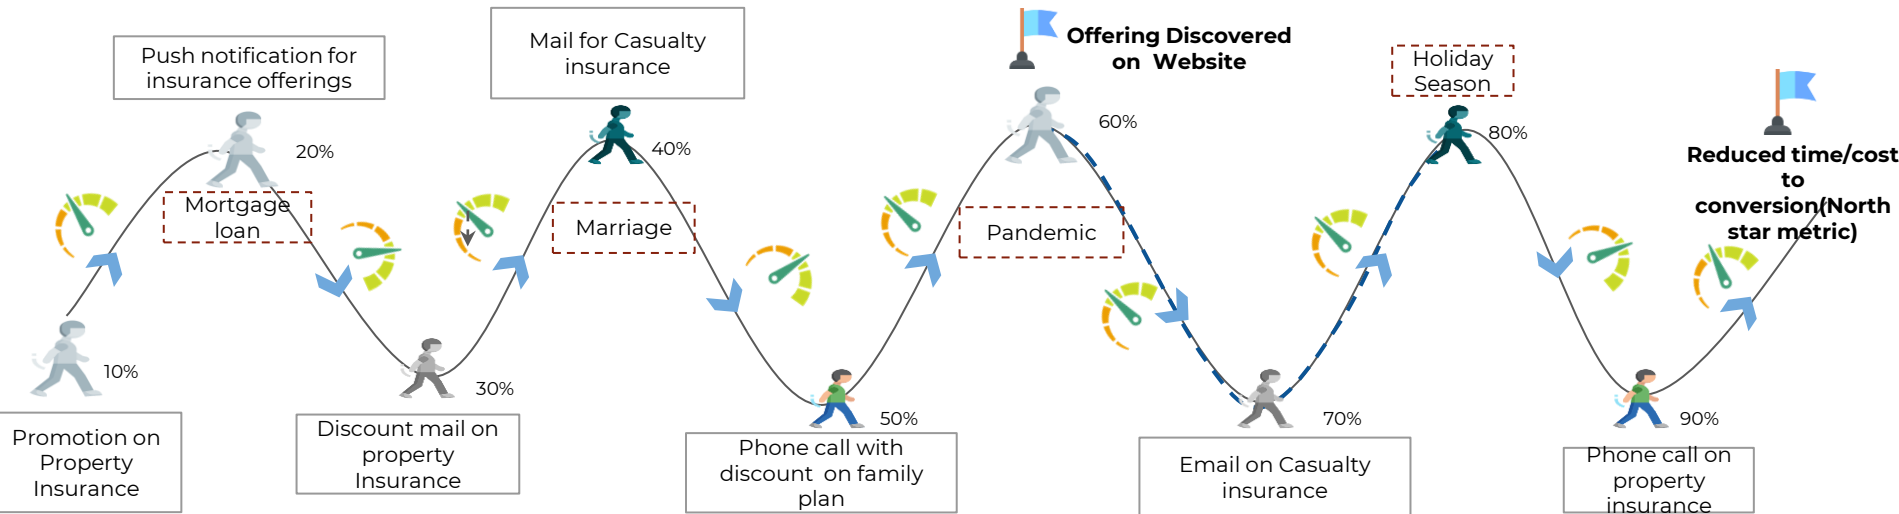 Push notification for
insurance offerings
Mail for Casualty
insurance
Offering Discovered
on Website
Holiday
Season
20%
40%
60%
80%
Reduced time/cost
to
conversion(North
star metric)
Mortgage
loan
Marriage
Pandemic
10%
30%
50%
70%
90%
Promotion on
Property
Insurance
Discount mail on
property
Insurance
Phone call with
discount on family
plan
Email on Casualty
insurance
Phone call on
property
insurance